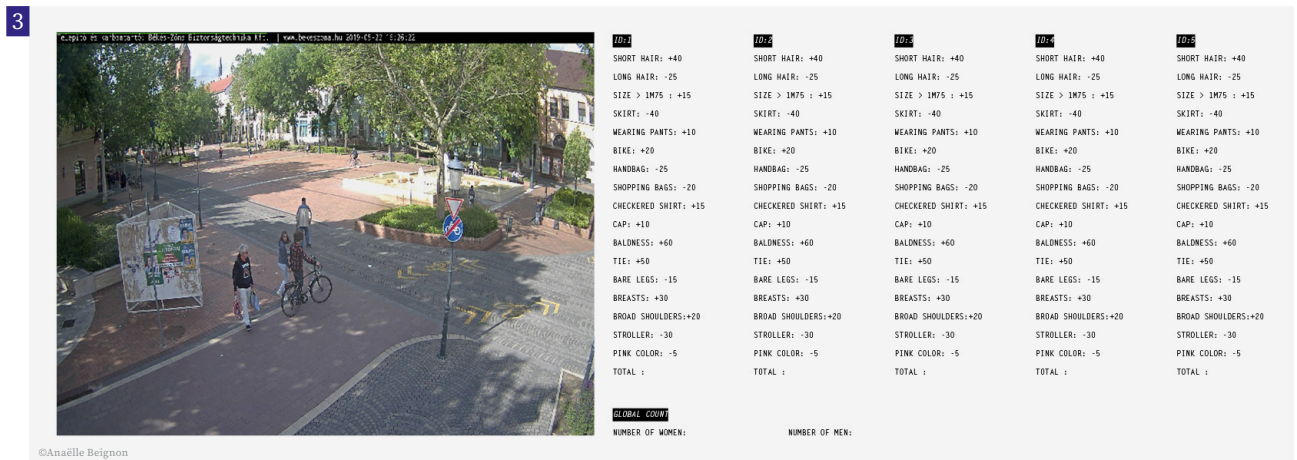 3
és karbantartó: Békés-Zóna Biztonságtechnika Kft. | www.bekeszona.hu 2019-05-22 :26:22
ID:1
SHORT HAIR: +40
LONG HAIR: -25
SIZE > 1M75 : +15
SKIRT: -40
WEARING PANTS: +10
BIKE: +20
HANDBAG: -25
SHOPPING BAGS: -20
CHECKERED SHIRT: +15
CAP: +10
BALDNESS: +60
TIE: +50
BARE LEGS: -15
BREASTS: +30
BROAD SHOULDERS:+20
STROLLER: -30
PINK COLOR: -5
TOTAL :
ID:2
SHORT HAIR: +40
LONG HAIR: -25
SIZE > 1M75 : +15
SKIRT: -40
WEARING PANTS: +10
BIKE: +20
HANDBAG: -25
SHOPPING BAGS: -20
CHECKERED SHIRT: +15
CAP: +10
BALDNESS: +60
TIE: +50
BARE LEGS: -15
BREASTS: +30
BROAD SHOULDERS:+20
STROLLER: -30
PINK COLOR: -5
TOTAL :
ID:3
SHORT HAIR: +40
LONG HAIR: -25
SIZE > 1M75 : +15
SKIRT: -40
WEARING PANTS: +10
BIKE: +20
HANDBAG: -25
SHOPPING BAGS: -20
CHECKERED SHIRT: +15
CAP: +10
BALDNESS: +60
TIE: +50
BARE LEGS: -15
BREASTS: +30
BROAD SHOULDERS:+20
STROLLER: -30
PINK COLOR: -5
TOTAL :
ID:4
SHORT HAIR: +40
LONG HAIR: -25
SIZE > 1M75 : +15
SKIRT: -40
WEARING PANTS: +10
BIKE: +20
HANDBAG: -25
SHOPPING BAGS: -20
CHECKERED SHIRT: +15
CAP: +10
BALDNESS: +60
TIE: +50
BARE LEGS: -15
BREASTS: +30
BROAD SHOULDERS:+20
STROLLER: -30
PINK COLOR: -5
TOTAL :
ID:5
SHORT HAIR: +40
LONG HAIR: -25
SIZE > 1M75 : +15
SKIRT: -40
WEARING PANTS: +10
BIKE: +20
HANDBAG: -25
SHOPPING BAGS: -20
CHECKERED SHIRT: +15
CAP: +10
BALDNESS: +60
TIE: +50
BARE LEGS: -15
BREASTS: +30
BROAD SHOULDERS:+20
STROLLER: -30
PINK COLOR: -5
TOTAL :
GLOBAL COUNT
NUMBER OF WOMEN: NUMBER OF MEN:
©Anaëlle Beignon